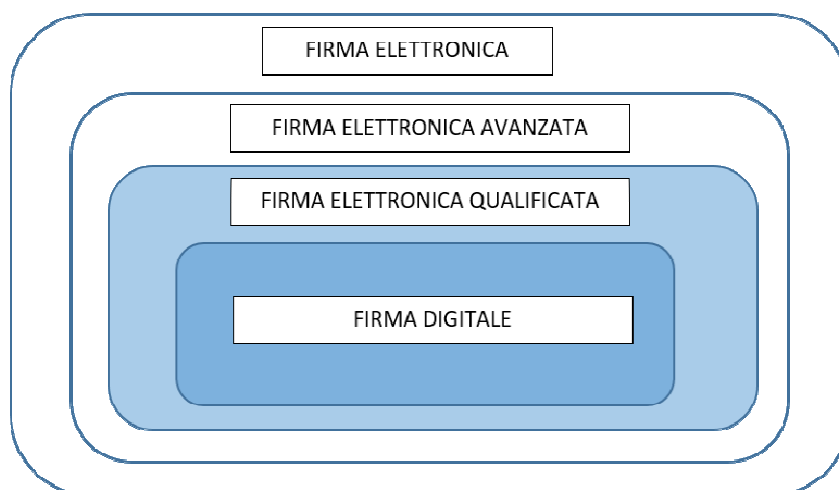 FIRMA ELETTRONICA
FIRMA ELETTRONICA AVANZATA
FIRMA ELETTRONICA QUALIFICATA
FIRMA DIGITALE